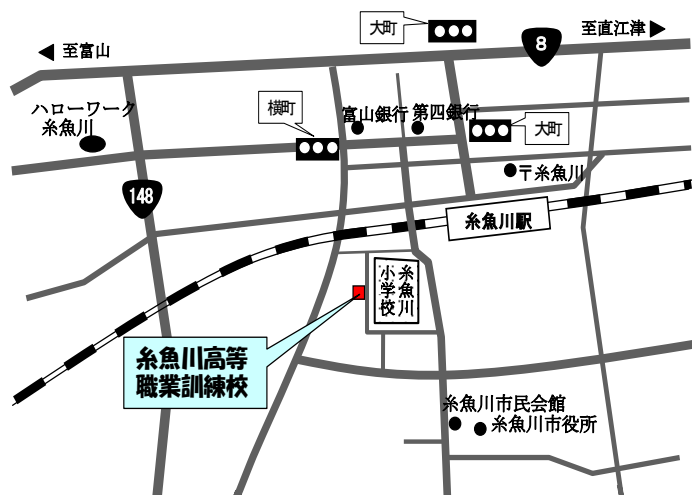 大町
至直江津
8
至富山
ハローワーク
糸魚川
横町
富山銀行
第四銀行
大町
〒糸魚川
148
糸魚川駅
糸魚川
小学校
糸魚川高等
職業訓練校
糸魚川市民会館
糸魚川市役所